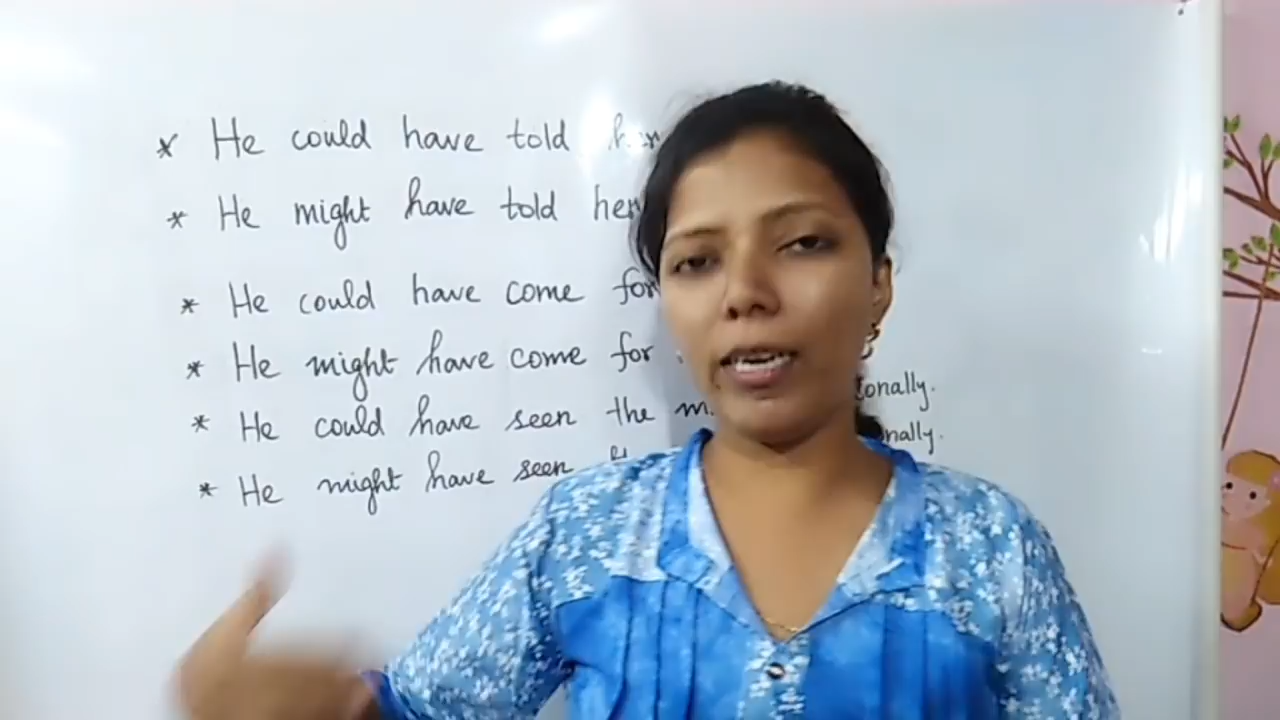 * He could have told her
* He might have told her
* He could have come for
* He might have come for
* He could have seen the
* He might have seen